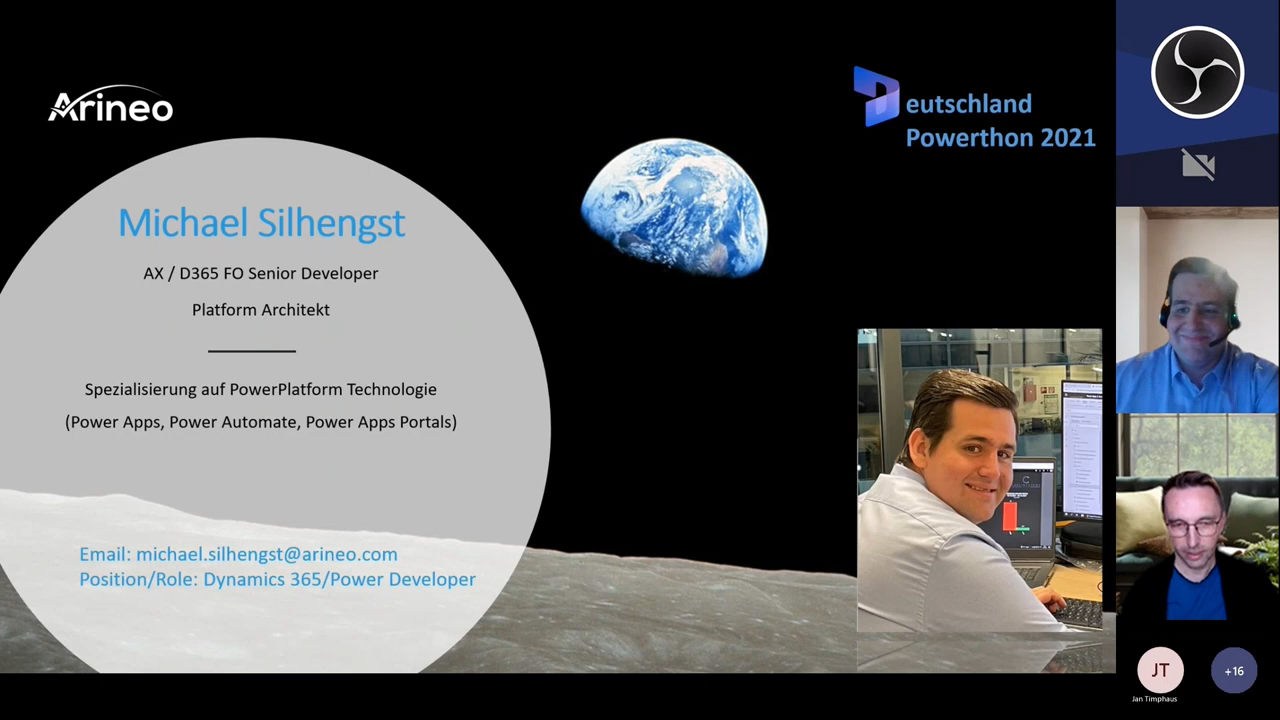 Arineo
Deutschland
Powerthon 2021
Michael Silhengst
AX / D365 FO Senior Developer
Platform Architekt
Spezialisierung auf PowerPlatform Technologie
(Power Apps, Power Automate, Power Apps Portals)
Email: michael.silhengst@arineo.com
Position/Role: Dynamics 365/Power Developer
JT
+16
Jan Timphaus